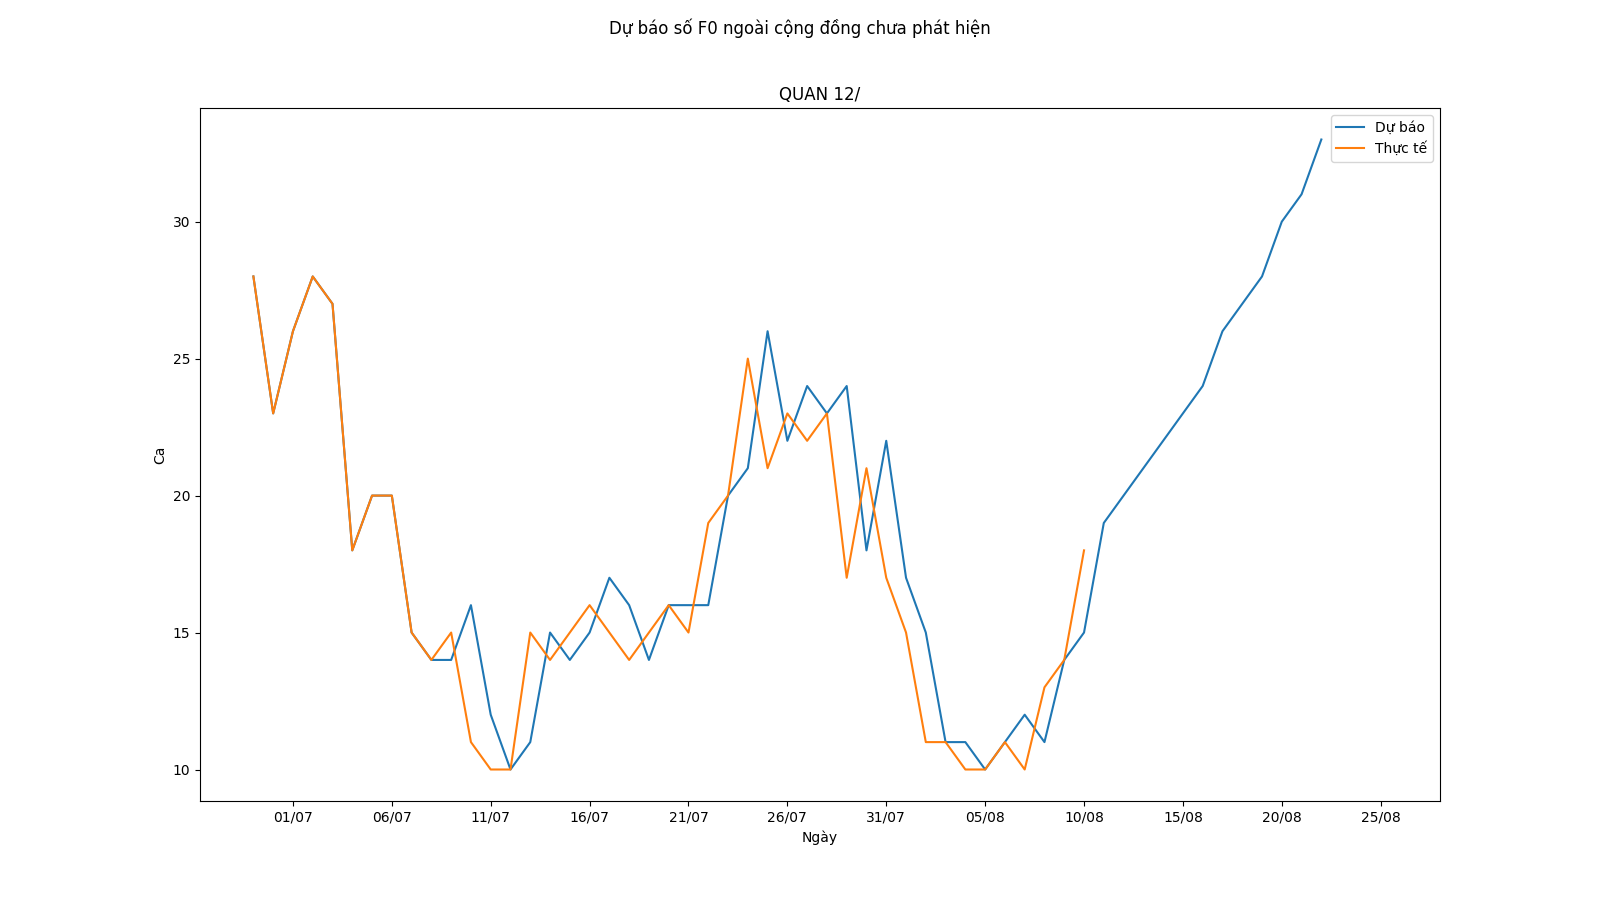 Dự báo số F0 ngoài cộng đồng chưa phát hiện
QUAN 12/
Dự báo
Thực tế
30
25
20
15
10
Ca
01/07 06/07 11/07 16/07 21/07 26/07 31/07 05/08 10/08 15/08 20/08 25/08
Ngày